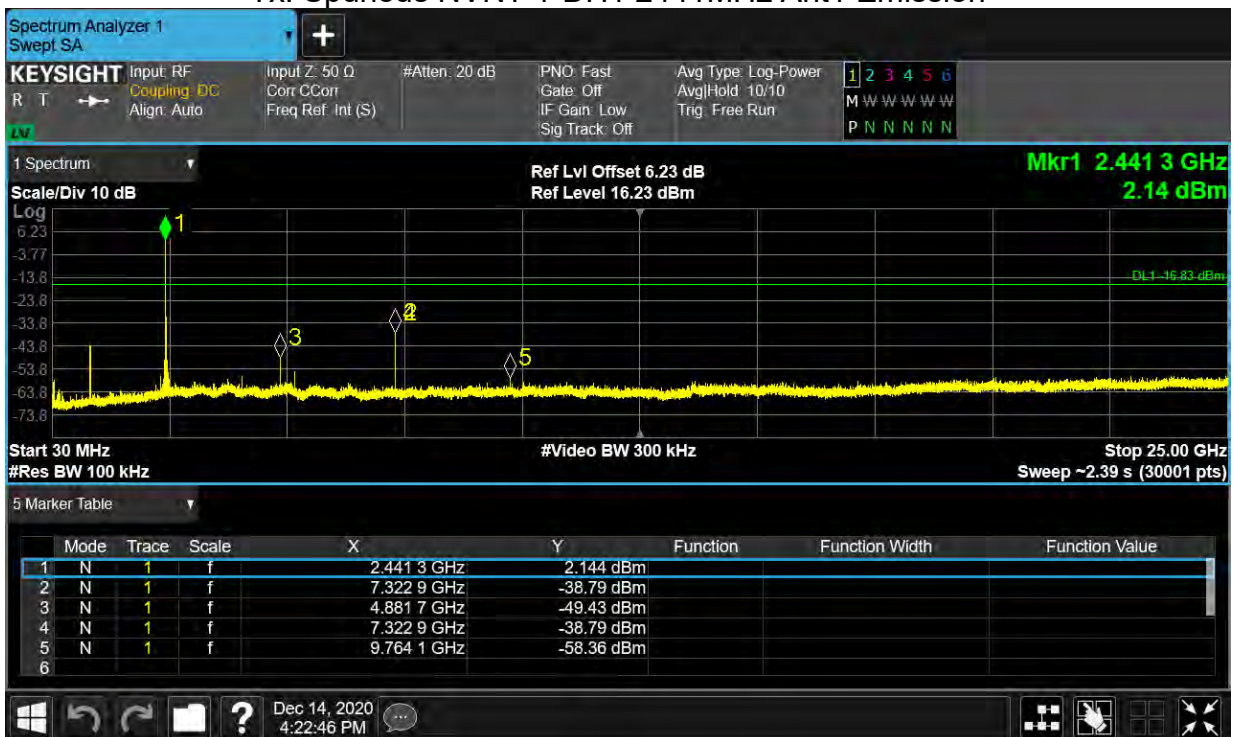 Spectrum Analyzer 1
Swept SA
+
KEYSIGHT Input: RF Input Z: 50 Ω #Atten: 20 dB PNO: Fast Avg Type: Log-Power 1 2 3 4 5 6
R T Coupling: DC Corr CCorr Gate: Off Avg|Hold: 10/10 M W W W W W
Align: Auto Freq Ref: Int (S) IF Gain: Low Trig: Free Run
Sig Track: Off P N N N N N
1 Spectrum Ref Lvl Offset 6.23 dB Mkr1 2.441 3 GHz
Scale/Div 10 dB Ref Level 16.23 dBm 2.14 dBm
Log
6.23
-3.77
-13.8
DL1 -16.83 dBm
-23.8
-33.8
-43.8
-53.8
-63.8
-73.8
1
3
5
Start 30 MHz #Video BW 300 kHz Stop 25.00 GHz
#Res BW 100 kHz Sweep ~2.39 s (30001 pts)
5 Marker Table
Mode Trace Scale X Y Function Function Width Function Value
1 N 1 f 2.441 3 GHz 2.144 dBm
2 N 1 f 7.322 9 GHz -38.79 dBm
3 N 1 f 4.881 7 GHz -49.43 dBm
4 N 1 f 7.322 9 GHz -38.79 dBm
5 N 1 f 9.764 1 GHz -58.36 dBm
6
? Dec 14, 2020
4:22:46 PM